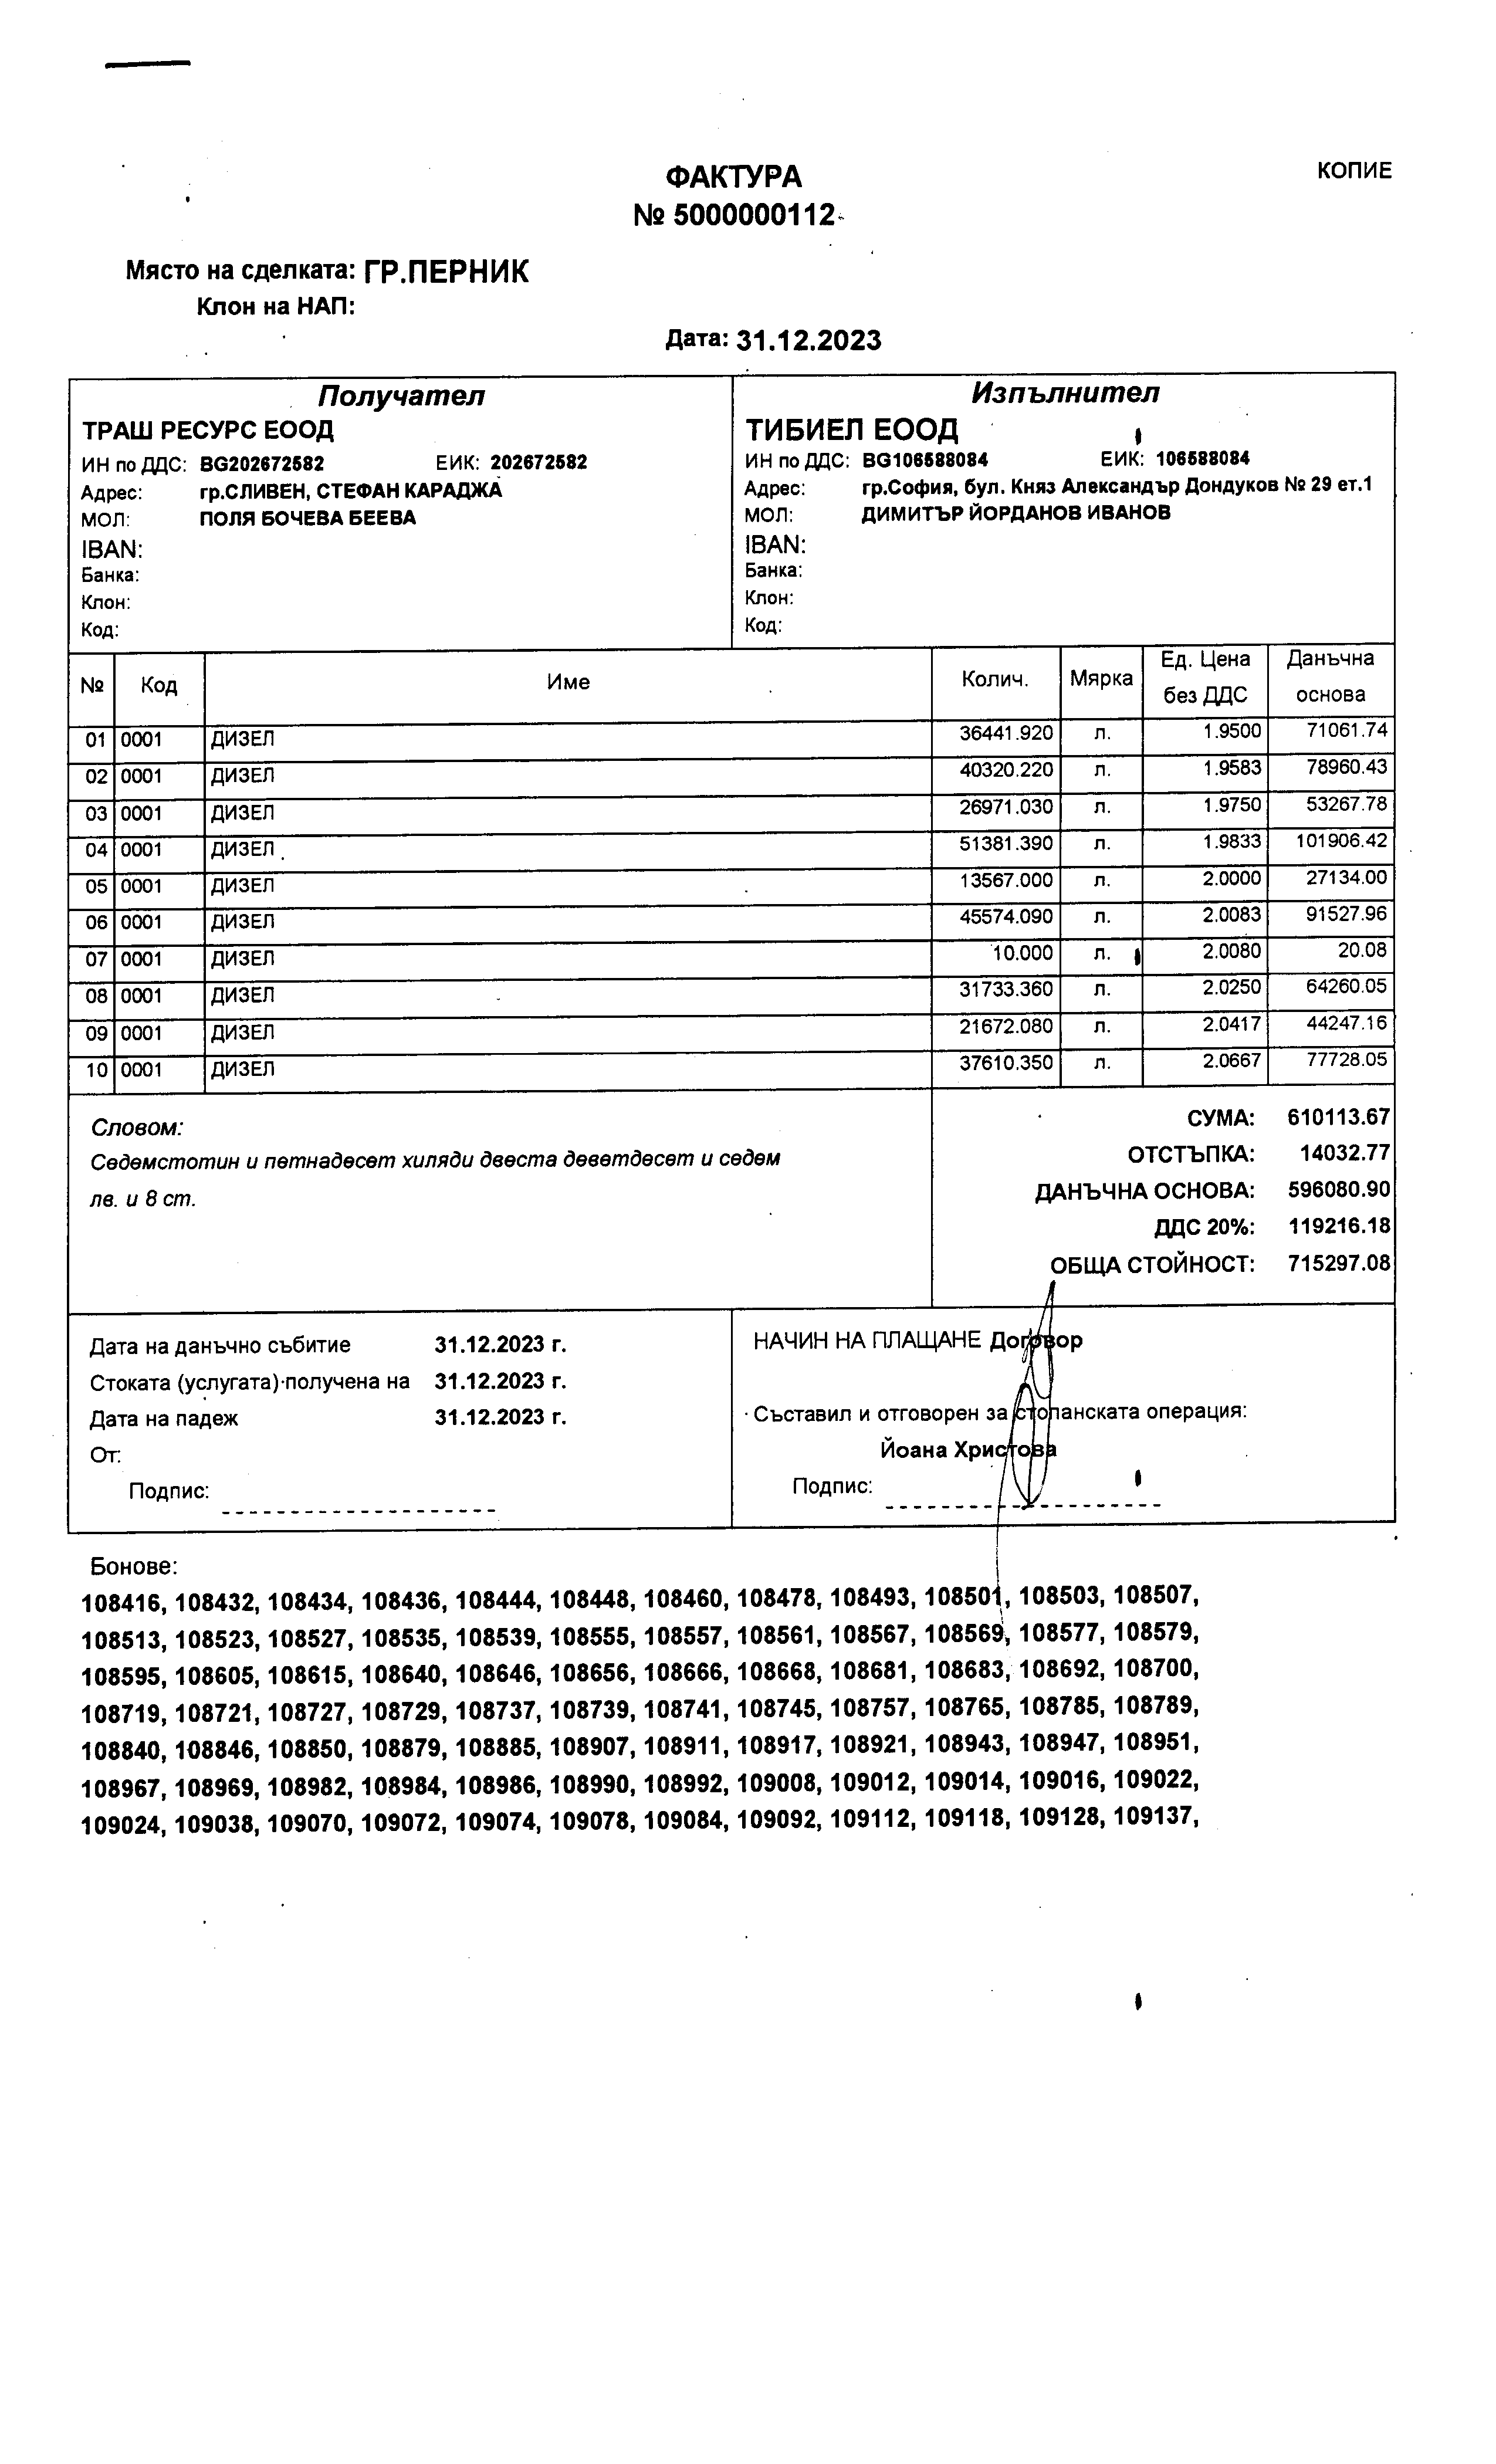 КОПИЕ
ФАКТУРА
№ 5000000112
Място на сделката: ГР.ПЕРНИК
Клон на НАП:
Дата: 31.12.2023
Получател
ТРАШ РЕСУРС ЕООД
ИН по ДДС: BG202672582 ЕИК: 202672582
Адрес: гр.СЛИВЕН, СТЕФАН КАРАДЖА
МОЛ: ПОЛЯ БОЧЕВА БЕЕВА
IBAN:
Банка:
Клон:
Код:
Изпълнител
ТИБИЕЛ ЕООД
ИН по ДДС: BG106588084 ЕИК: 106588084
Адрес: гр.София, бул. Княз Александър Дондуков № 29 ет.1
МОЛ: ДИМИТЪР ЙОРДАНОВ ИВАНОВ
IBAN:
Банка:
Клон:
Код:
№ Код Име Колич. Мярка Ед. Цена без ДДС Данъчна основа
01 0001 ДИЗЕЛ 36441.920 л. 1.9500 71061.74
02 0001 ДИЗЕЛ 40320.220 л. 1.9583 78960.43
03 0001 ДИЗЕЛ 26971.030 л. 1.9750 53267.78
04 0001 ДИЗЕЛ 51381.390 л. 1.9833 101906.42
05 0001 ДИЗЕЛ 13567.000 л. 2.0000 27134.00
06 0001 ДИЗЕЛ 45574.090 л. 2.0083 91527.96
07 0001 ДИЗЕЛ 10.000 л. 2.0080 20.08
08 0001 ДИЗЕЛ 31733.360 л. 2.0250 64260.05
09 0001 ДИЗЕЛ 21672.080 л. 2.0417 44247.16
10 0001 ДИЗЕЛ 37610.350 л. 2.0667 77728.05
Словом:
Седемстотин и петнадесет хиляди двеста деветдесет и седем
лв. и 8 ст.
СУМА: 610113.67
ОТСТЪПКА: 14032.77
ДАНЪЧНА ОСНОВА: 596080.90
ДДС 20%: 119216.18
ОБЩА СТОЙНОСТ: 715297.08
Дата на данъчно събитие 31.12.2023 г.
Стоката (услугата) получена на 31.12.2023 г.
Дата на падеж 31.12.2023 г.
От:
Подпис:
НАЧИН НА ПЛАЩАНЕ Договор
Съставил и отговорен за стопанската операция:
Йоана Христова
Подпис:
Бонове:
108416, 108432, 108434, 108436, 108444, 108448, 108460, 108478, 108493, 108501, 108503, 108507,
108513, 108523, 108527, 108535, 108539, 108555, 108557, 108561, 108567, 108569, 108577, 108579,
108595, 108605, 108615, 108640, 108646, 108656, 108666, 108668, 108681, 108683, 108692, 108700,
108719, 108721, 108727, 108729, 108737, 108739, 108741, 108745, 108757, 108765, 108785, 108789,
108840, 108846, 108850, 108879, 108885, 108907, 108911, 108917, 108921, 108943, 108947, 108951,
108967, 108969, 108982, 108984, 108986, 108990, 108992, 109008, 109012, 109014, 109016, 109022,
109024, 109038, 109070, 109072, 109074, 109078, 109084, 109092, 109112, 109118, 109128, 109137,